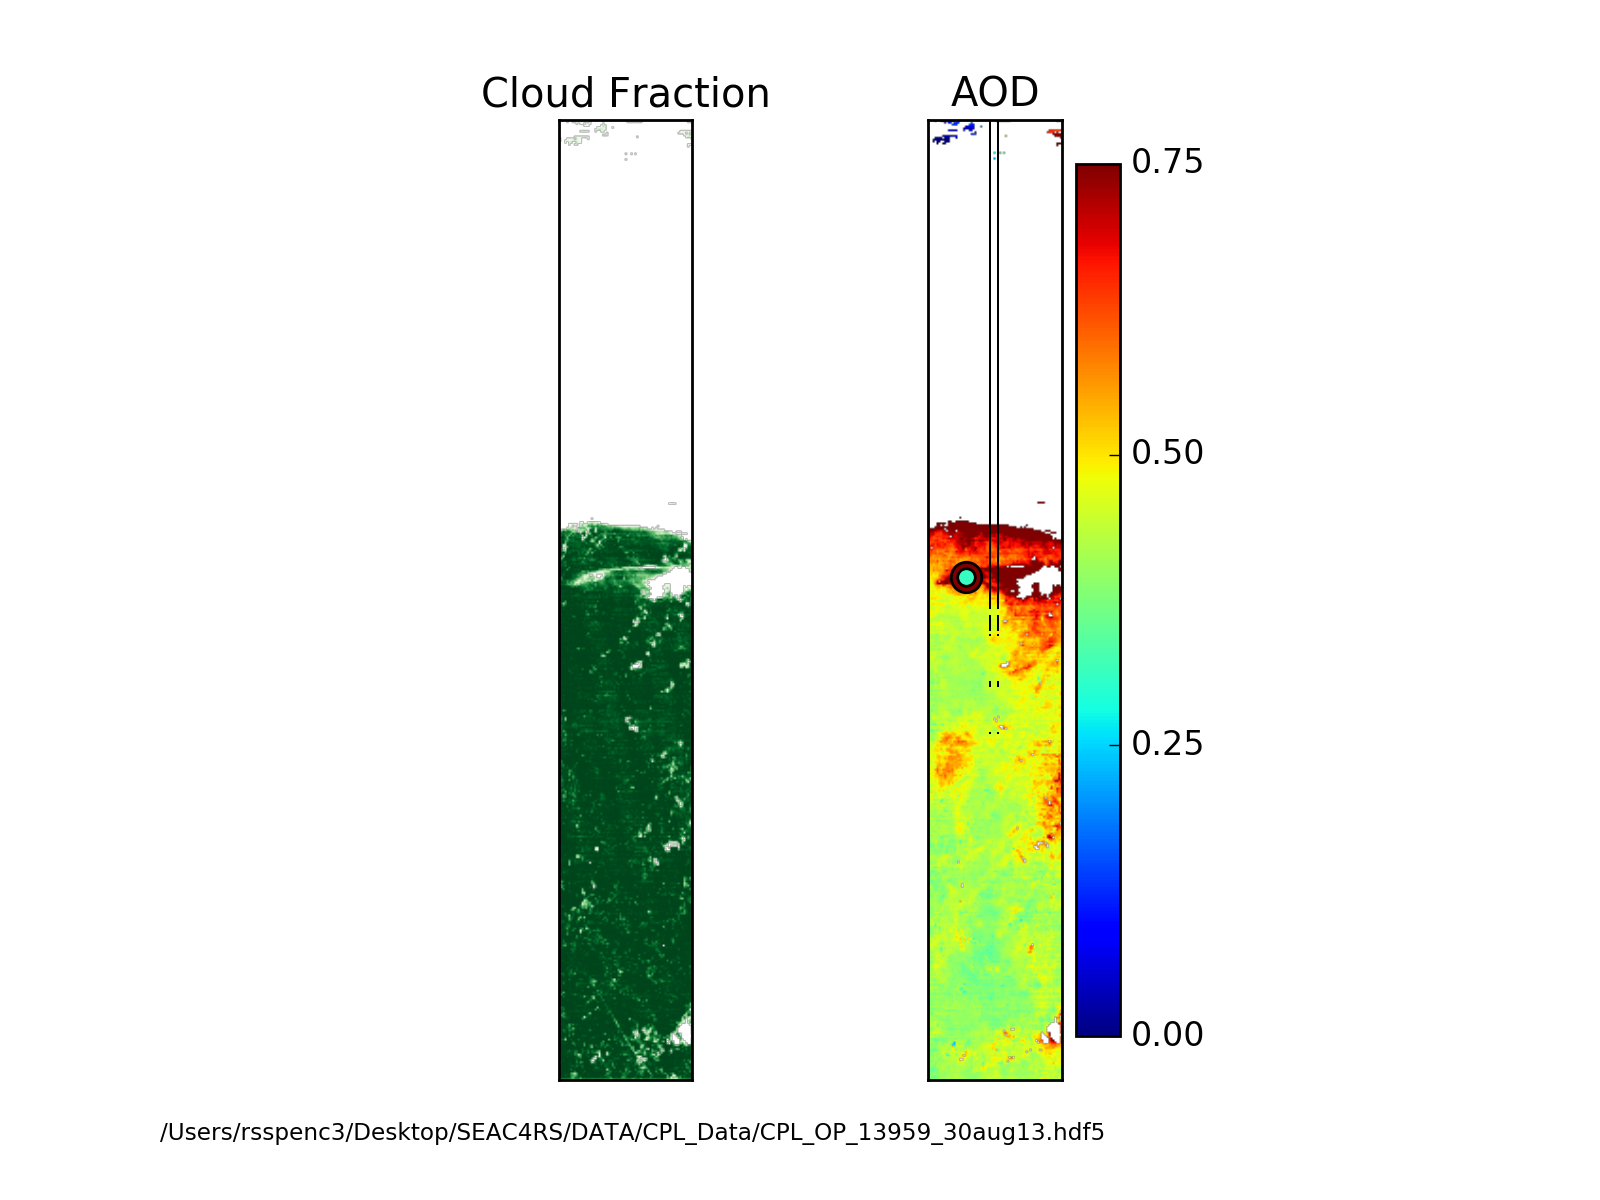 Cloud Fraction
AOD
0.75
0.50
0.25
0.00
/Users/rsspenc3/Desktop/SEAC4RS/DATA/CPL_Data/CPL_OP_13959_30aug13.hdf5